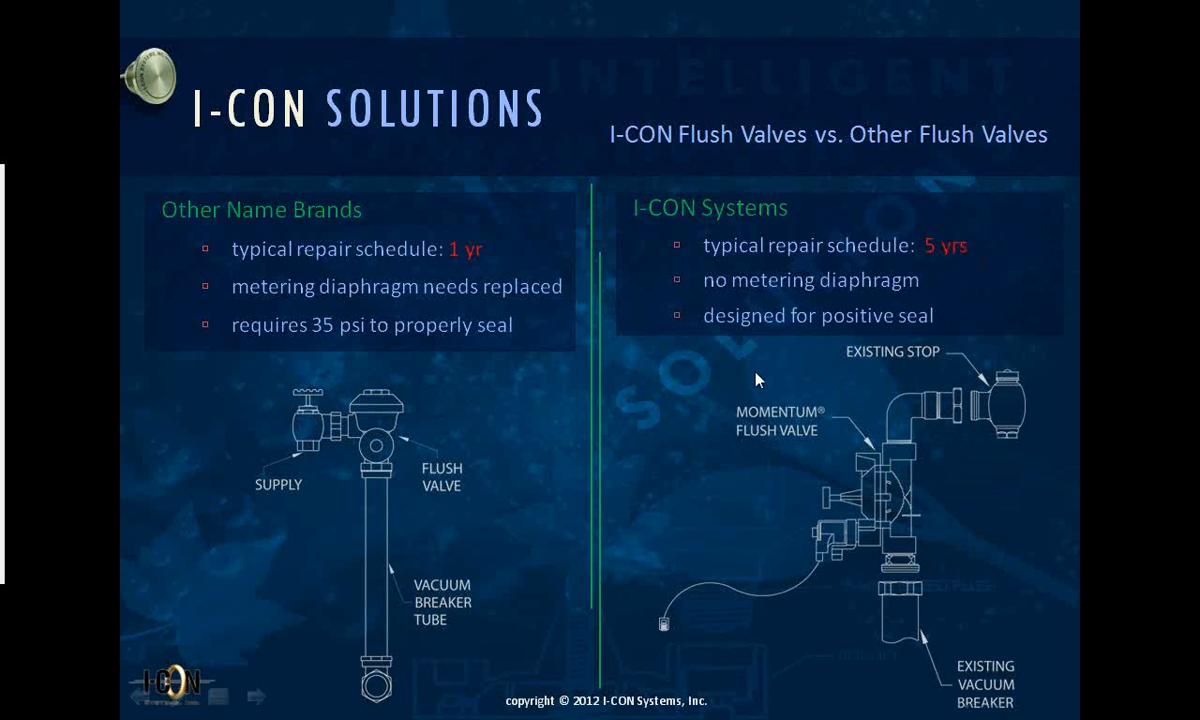 INTELLIGENT
I-CON SOLUTIONS
I-CON Flush Valves vs. Other Flush Valves
Other Name Brands
typical repair schedule: 1 yr
metering diaphragm needs replaced
requires 35 psi to properly seal
I-CON Systems
typical repair schedule: 5 yrs
no metering diaphragm
designed for positive seal
SUPPLY
FLUSH
VALVE
VACUUM
BREAKER
TUBE
EXISTING STOP
MOMENTUM®
FLUSH VALVE
EXISTING
VACUUM
BREAKER
I-CON
copyright © 2012 I-CON Systems, Inc.